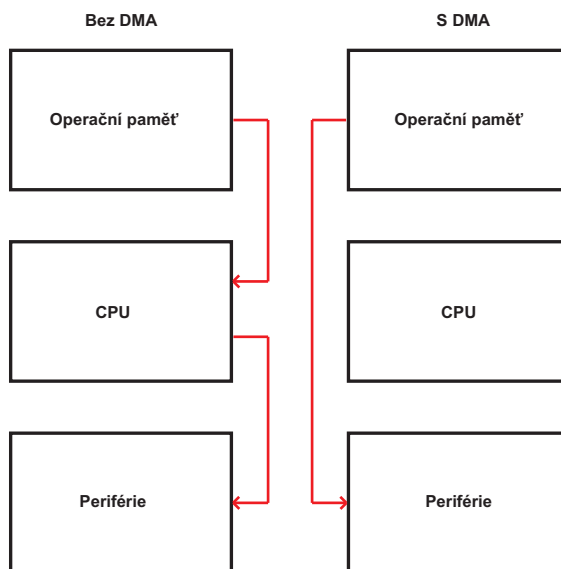 Bez DMA
S DMA
Operační paměť
Operační paměť
CPU
CPU
Periférie
Periférie